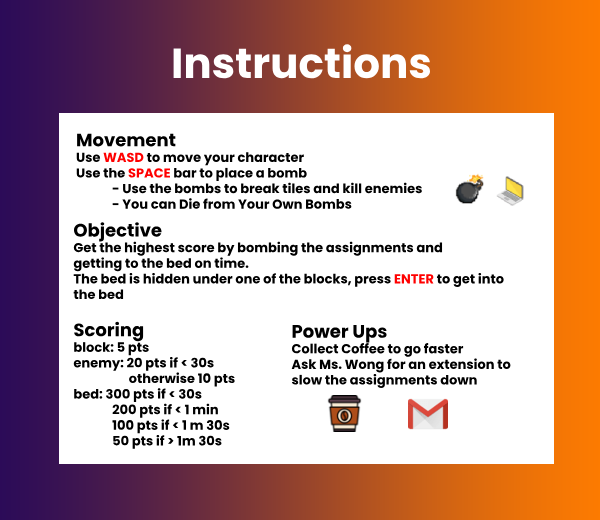 Instructions
Movement
Use WASD to move your character
Use the SPACE bar to place a bomb
- Use the bombs to break tiles and kill enemies
- You can Die from Your Own Bombs
Objective
Get the highest score by bombing the assignments and
getting to the bed on time.
The bed is hidden under one of the blocks, press ENTER to get into
the bed
Scoring
block: 5 pts
enemy: 20 pts if < 30s
otherwise 10 pts
bed: 300 pts if < 30s
200 pts if < 1 min
100 pts if < 1 m 30s
50 pts if > 1m 30s
Power Ups
Collect Coffee to go faster
Ask Ms. Wong for an extension to
slow the assignments down